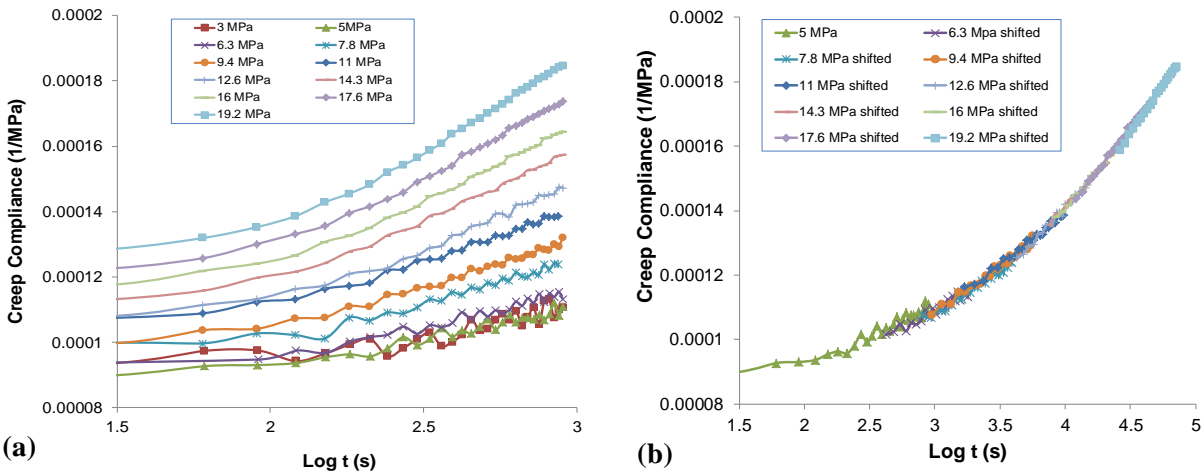 0.0002
0.00018
0.00016
0.00014
0.00012
0.0001
0.00008
Creep Compliance (1/MPa)
3 MPa
5MPa
6.3 MPa
7.8 MPa
9.4 MPa
11 MPa
12.6 MPa
14.3 MPa
16 MPa
17.6 MPa
19.2 MPa
1.5
2
2.5
3
Log t (s)
(a)
0.0002
0.00018
0.00016
0.00014
0.00012
0.0001
0.00008
Creep Compliance (1/MPa)
5 MPa
6.3 Mpa shifted
7.8 MPa shifted
9.4 MPa shifted
11 MPa shifted
12.6 MPa shifted
14.3 MPa shifted
16 MPa shifted
17.6 MPa shifted
19.2 MPa shifted
1.5
2
2.5
3
3.5
4
4.5
5
Log t (s)
(b)